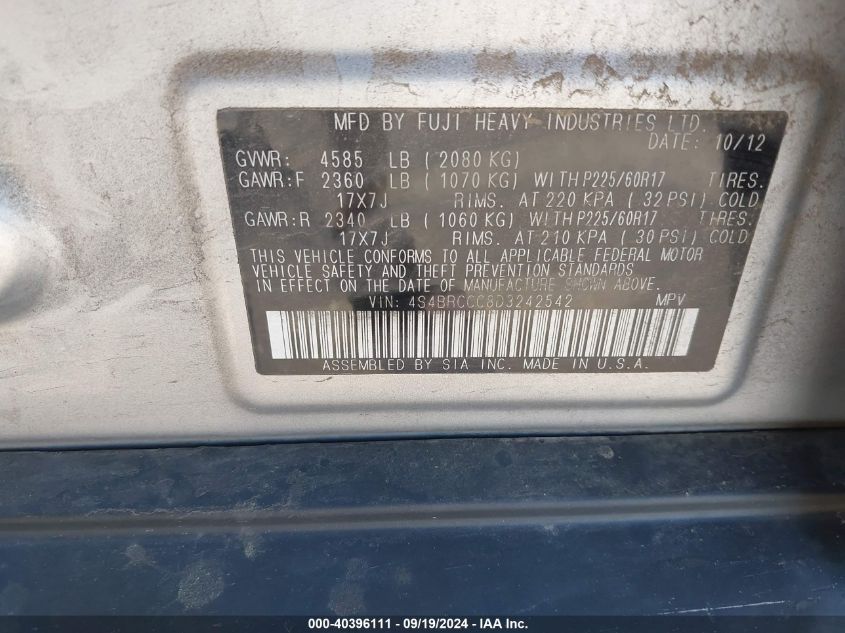 MFD BY FUJI HEAVY INDUSTRIES LTD.
DATE: 10/12
GVWR: 4585 LB (2080 KG)
GAWR:F 2360 LB (1070 KG) WITH P225/60R17 TIRES.
17X7J RIMS. AT 220 KPA (32 PSI) COLD
GAWR:R 2340 LB (1060 KG) WITH P225/60R17 TIRES.
17X7J RIMS. AT 210 KPA (30 PSI) COLD
THIS VEHICLE CONFORMS TO ALL APPLICABLE FEDERAL MOTOR
VEHICLE SAFETY AND THEFT PREVENTION STANDARDS
IN EFFECT ON THE DATE OF MANUFACTURE SHOWN ABOVE.
VIN: 4S4BRCCC8D3242542 MPV
ASSEMBLED BY SIA INC. MADE IN U.S.A.
000-40396111 - 09/19/2024 - IAAI.com